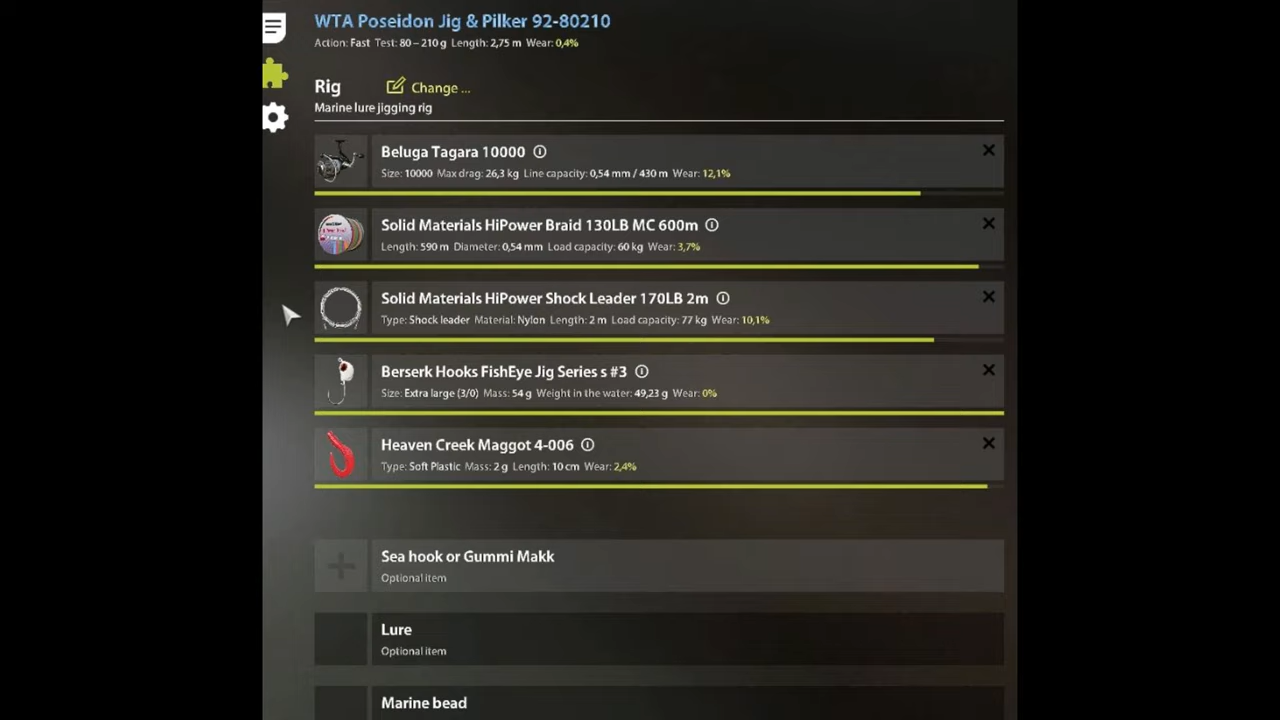 WTA Poseidon Jig & Pilker 92-80210
Action: Fast Test: 80 – 210 g Length: 2,75 m Wear: 0,4%
Rig
Change ...
Marine lure jigging rig
Beluga Tagara 10000
Size: 10000 Max drag: 26,3 kg Line capacity: 0,54 mm / 430 m Wear: 12,1%
Solid Materials HiPower Braid 130LB MC 600m
Length: 590 m Diameter: 0,54 mm Load capacity: 60 kg Wear: 3,7%
Solid Materials HiPower Shock Leader 170LB 2m
Type: Shock leader Material: Nylon Length: 2 m Load capacity: 77 kg Wear: 10,1%
Berserk Hooks FishEye Jig Series s #3
Size: Extra large (3/0) Mass: 54 g Weight in the water: 49,23 g Wear: 0%
Heaven Creek Maggot 4-006
Type: Soft Plastic Mass: 2 g Length: 10 cm Wear: 2,4%
Sea hook or Gummi Makk
Optional item
Lure
Optional item
Marine bead